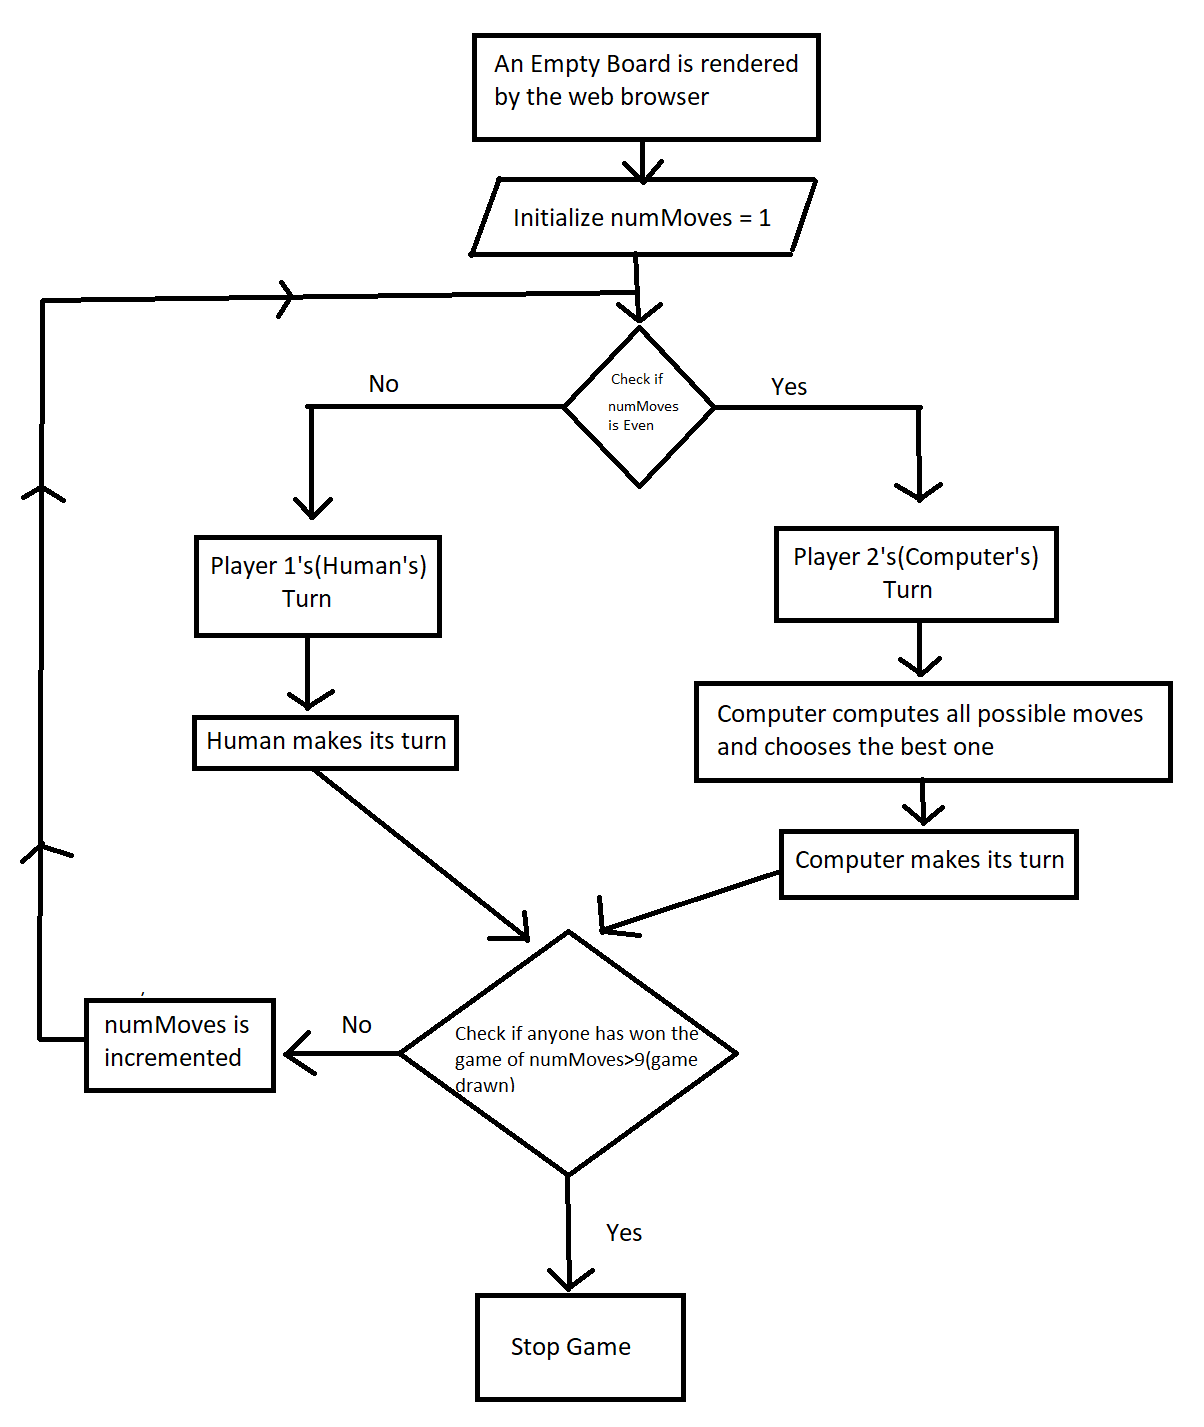 An Empty Board is rendered
by the web browser
Initialize numMoves = 1
Check if
numMoves
is Even
No
Yes
Player 1's(Human's)
Turn
Player 2's(Computer's)
Turn
Human makes its turn
Computer computes all possible moves
and chooses the best one
Computer makes its turn
Check if anyone has won the
game of numMoves>9(game
drawn)
No
,
numMoves is
incremented
Yes
Stop Game